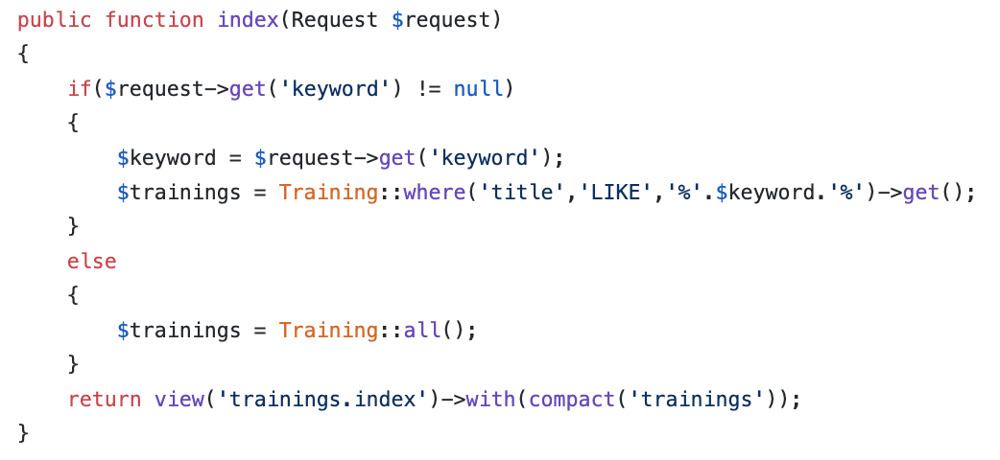 public function index(Request $request)
{
    if($request->get('keyword') != null)
    {
        $keyword = $request->get('keyword');
        $trainings = Training::where('title','LIKE','%'.$keyword.'%')->get();
    }
    else
    {
        $trainings = Training::all();
    }
    return view('trainings.index')->with(compact('trainings'));
}